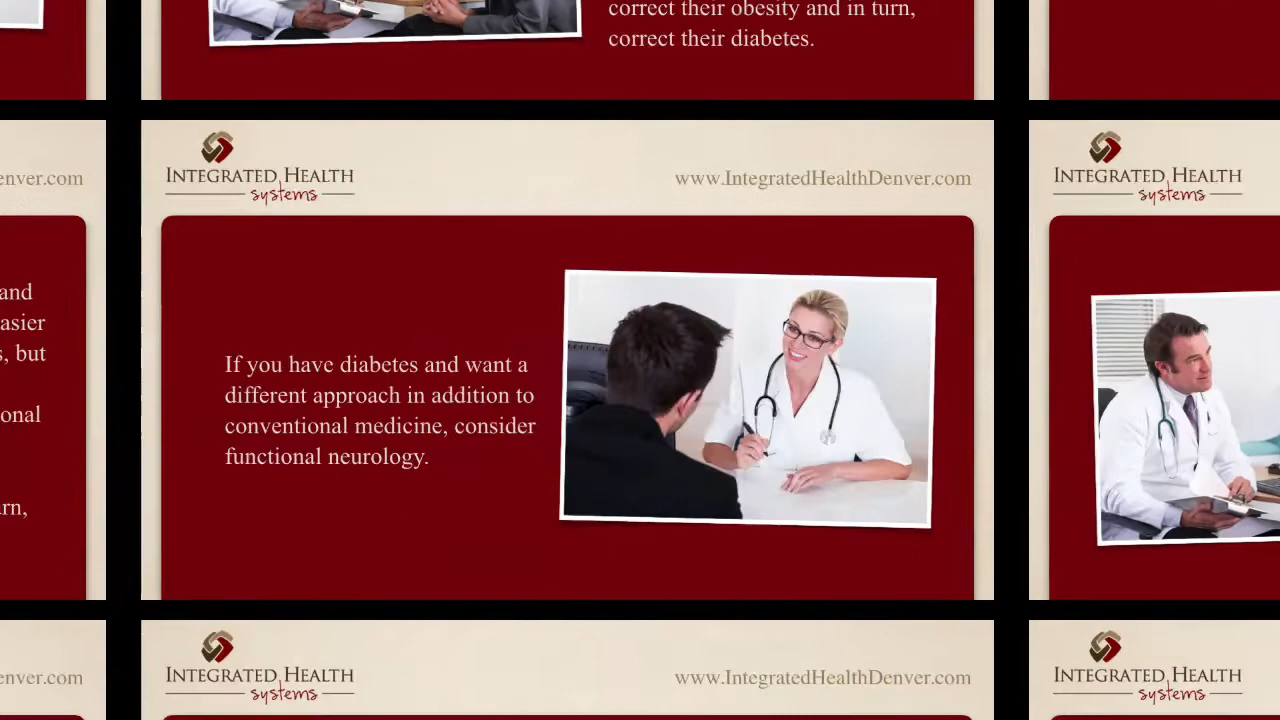 correct their obesity and in turn,
correct their diabetes.
enver.com
INTEGRATED HEALTH
systems
www.IntegratedHealthDenver.com
INTEGRATED HEALTH
systems
and
asier
s, but
onal
rn,
If you have diabetes and want a
different approach in addition to
conventional medicine, consider
functional neurology.
enver.com
INTEGRATED HEALTH
systems
www.IntegratedHealthDenver.com
INTEGRATED HEALTH
systems